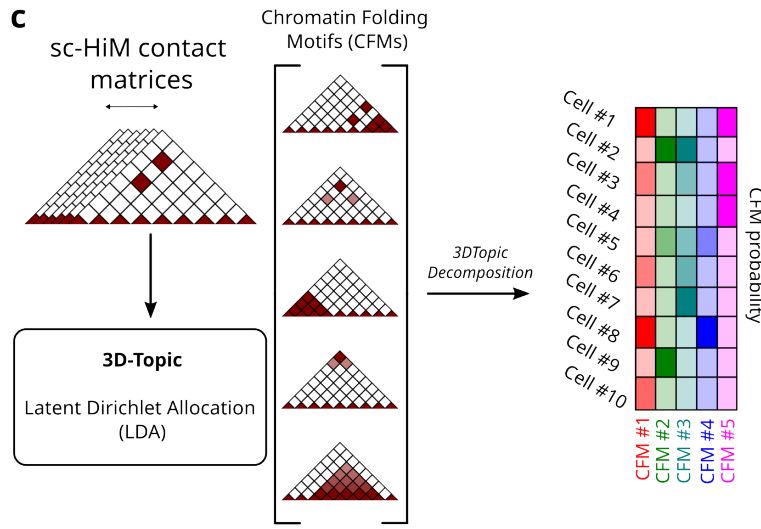 c
sc-HiM contact
matrices
Chromatin Folding
Motifs (CFMs)
3D-Topic
Latent Dirichlet Allocation
(LDA)
3DTopic
Decomposition
Cell #1
Cell #2
Cell #3
Cell #4
Cell #5
Cell #6
Cell #7
Cell #8
Cell #9
Cell #10
CFM probability
CFM #1
CFM #2
CFM #3
CFM #4
CFM #5